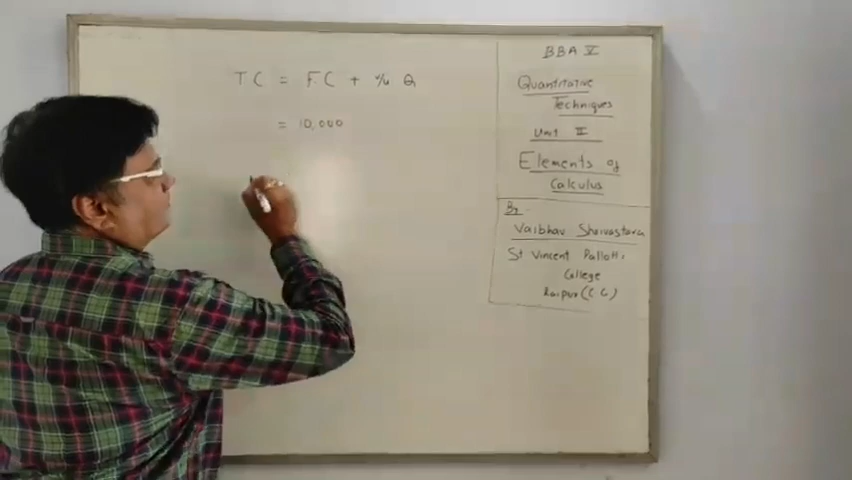 TC = F.C + v/u Q
= 10,000
BBA V
Quantitative
Techniques
Unit II
Elements of
Calculus
By
Vaibhav Shrivastava
St Vincent Pallotti
College
Raipur (C.G)